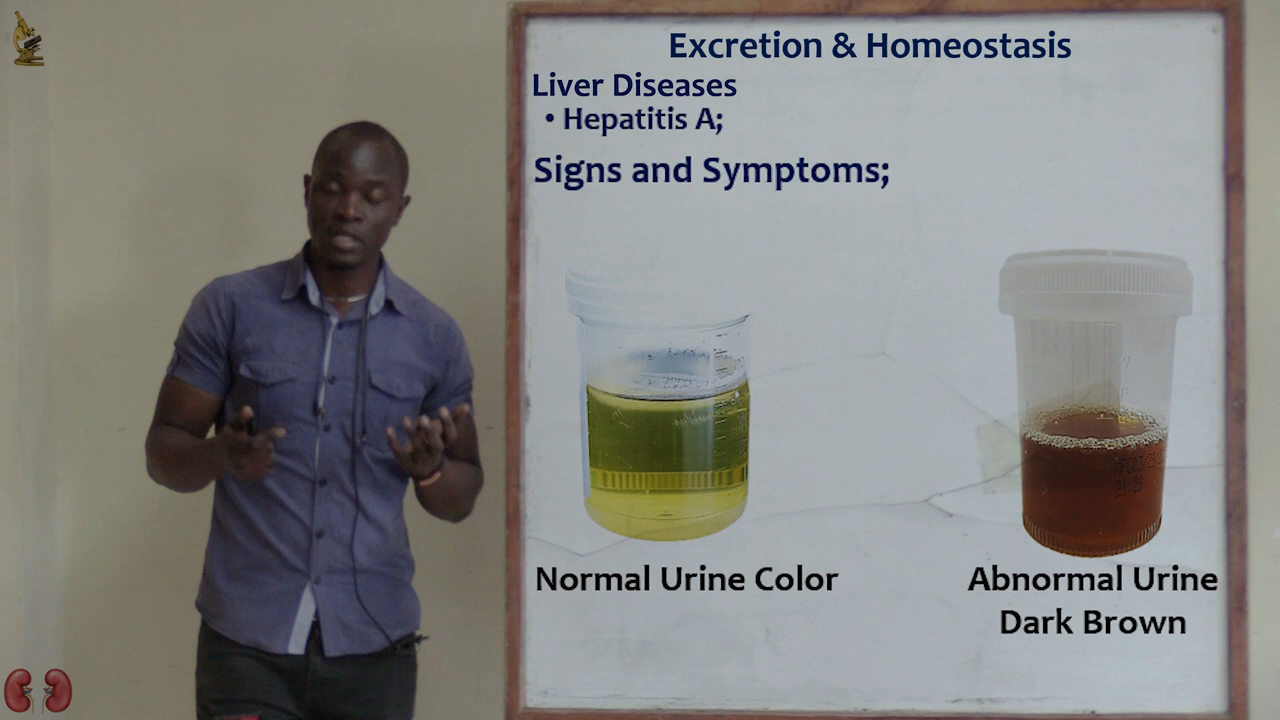 Excretion & Homeostasis
Liver Diseases
• Hepatitis A;
Signs and Symptoms;
Normal Urine Color
Abnormal Urine
Dark Brown